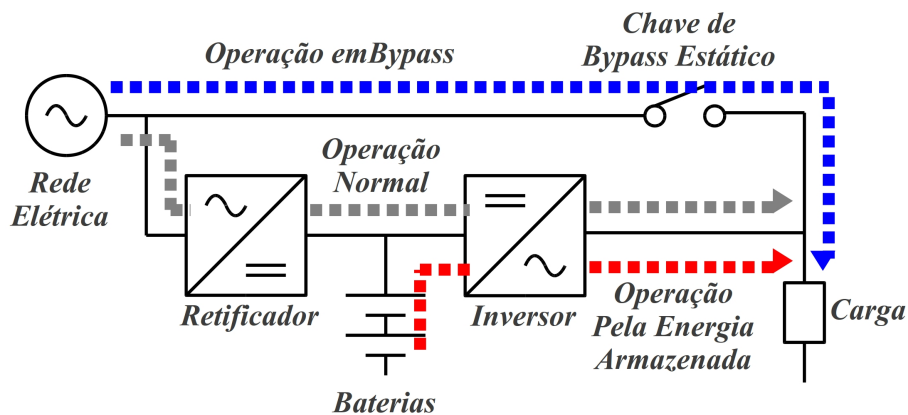 Operação emBypass
Chave de
Bypass Estático
Rede
Elétrica
Operação
Normal
Retificador
Inversor
Operação
Pela Energia
Armazenada
Carga
Baterias